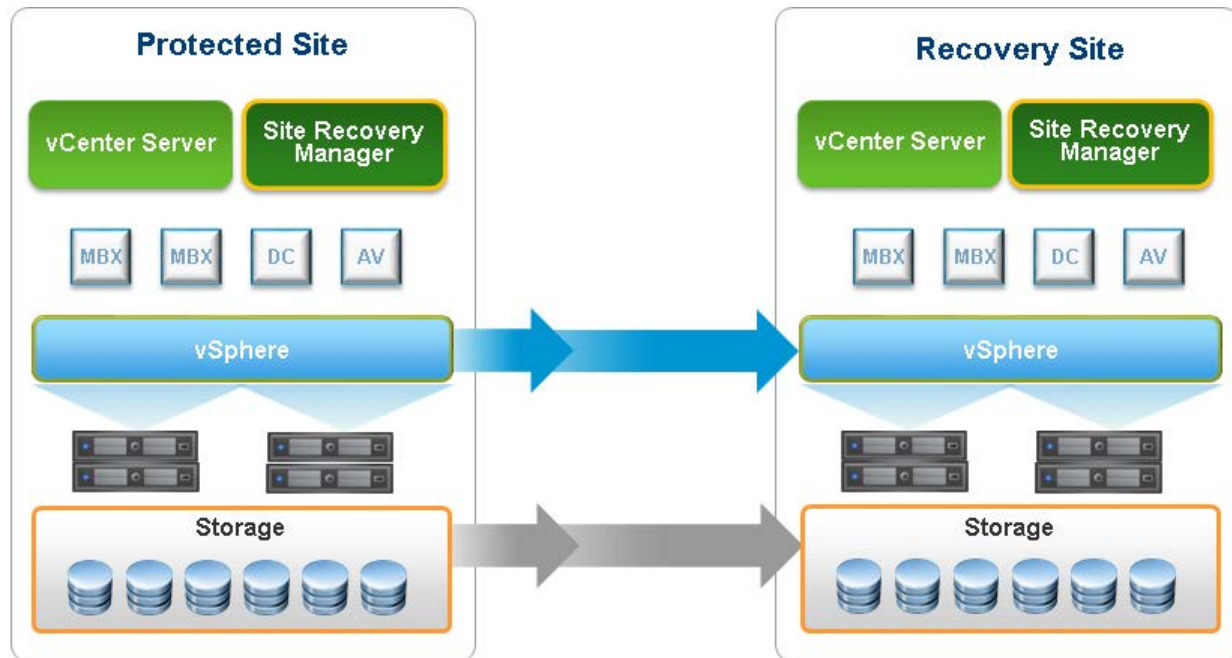 Protected Site
vCenter Server
Site Recovery
Manager
MBX
MBX
DC
AV
vSphere
Storage
Recovery Site
vCenter Server
Site Recovery
Manager
MBX
MBX
DC
AV
vSphere
Storage